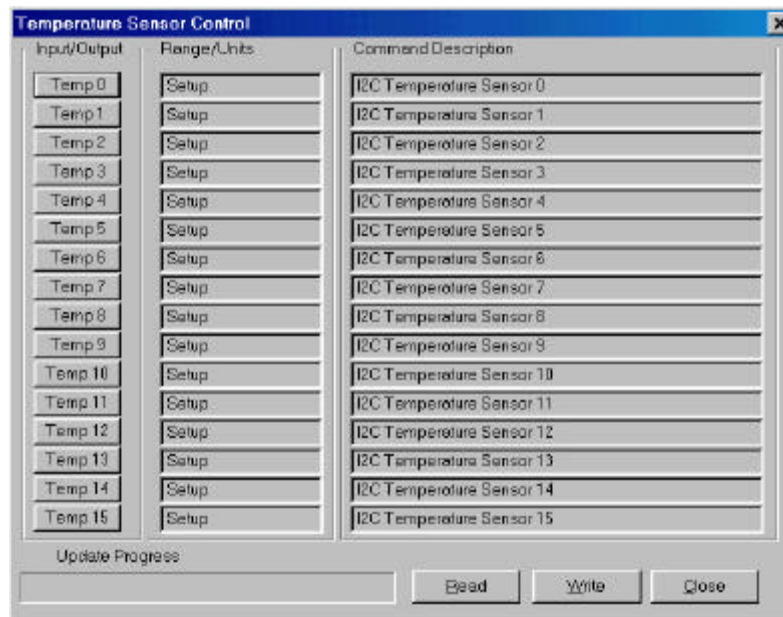 Temperature Sensor Control
Input/Output Range/Units Command Description
Temp 0 Setup I2C Temperature Sensor 0
Temp 1 Setup I2C Temperature Sensor 1
Temp 2 Setup I2C Temperature Sensor 2
Temp 3 Setup I2C Temperature Sensor 3
Temp 4 Setup I2C Temperature Sensor 4
Temp 5 Setup I2C Temperature Sensor 5
Temp 6 Setup I2C Temperature Sensor 6
Temp 7 Setup I2C Temperature Sensor 7
Temp 8 Setup I2C Temperature Sensor 8
Temp 9 Setup I2C Temperature Sensor 9
Temp 10 Setup I2C Temperature Sensor 10
Temp 11 Setup I2C Temperature Sensor 11
Temp 12 Setup I2C Temperature Sensor 12
Temp 13 Setup I2C Temperature Sensor 13
Temp 14 Setup I2C Temperature Sensor 14
Temp 15 Setup I2C Temperature Sensor 15
Update Progress
Read Write Close